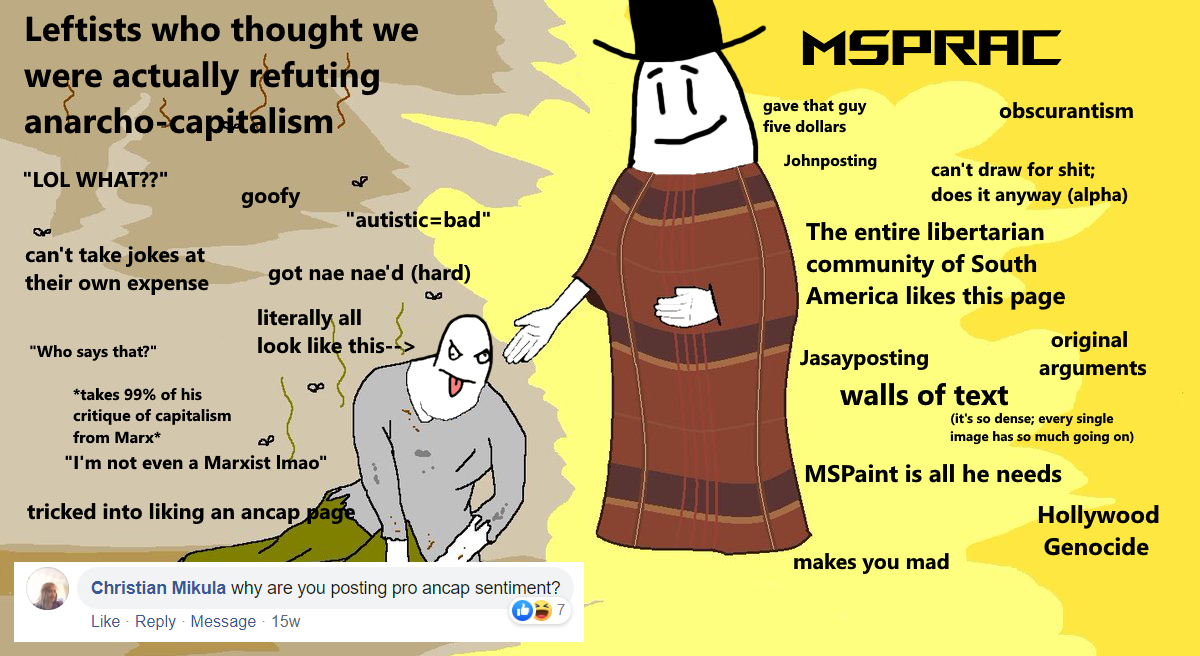 Leftists who thought we
were actually refuting
anarcho-capitalism
"LOL WHAT??"
goofy
"autistic=bad"
can't take jokes at
their own expense
got nae nae'd (hard)
literally all
look like this-->
"Who says that?"
*takes 99% of his
critique of capitalism
from Marx*
"I'm not even a Marxist lmao"
tricked into liking an ancap page
Christian Mikula why are you posting pro ancap sentiment?
Like · Reply · Message · 15w
7
MSPRAC
gave that guy
five dollars
obscurantism
Johnposting
can't draw for shit;
does it anyway (alpha)
The entire libertarian
community of South
America likes this page
original
arguments
Jasayposting
walls of text
(it's so dense; every single
image has so much going on)
MSPaint is all he needs
Hollywood
Genocide
makes you mad